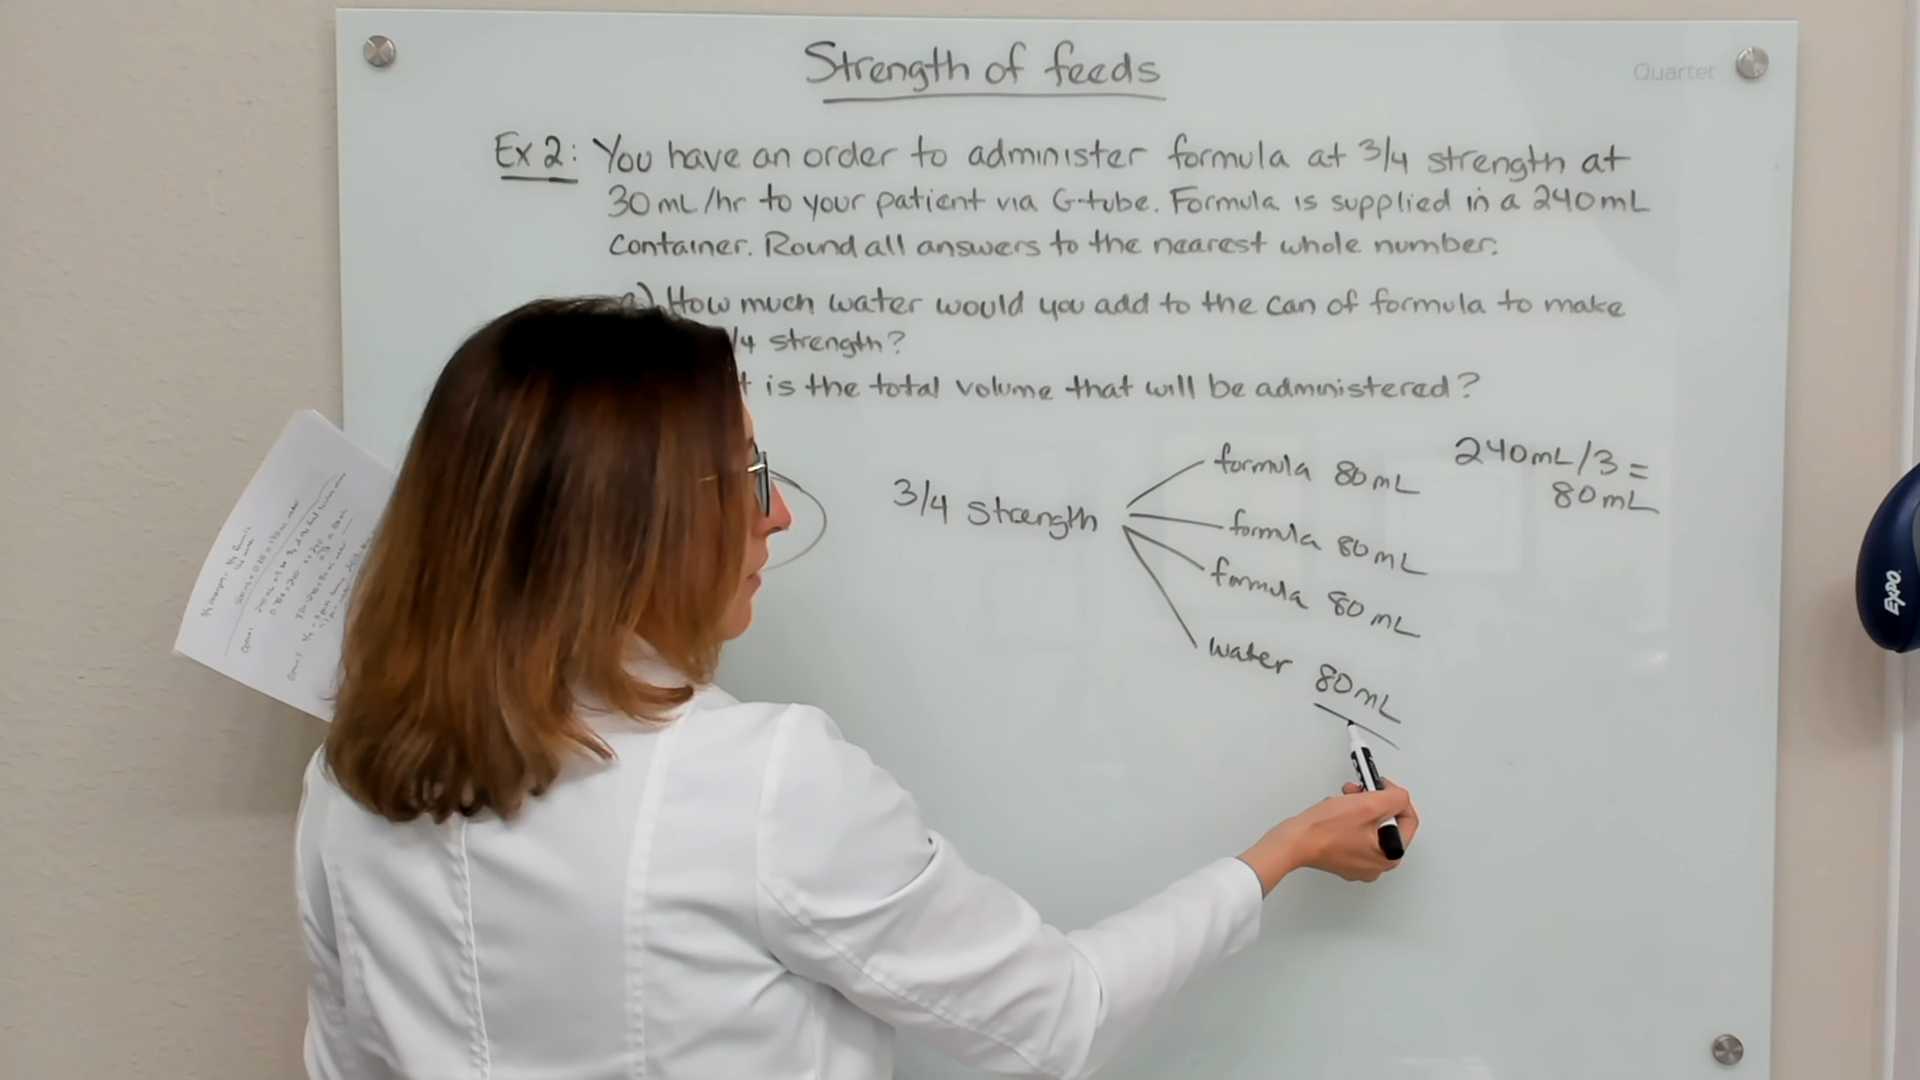 Strength of feeds
Quartet
Ex 2: You have an order to administer formula at 3/4 strength at
30 mL/hr to your patient via G-tube. Formula is supplied in a 240 mL
Container. Round all answers to the nearest whole number.
a) How much water would you add to the can of formula to make
/4 strength?
t is the total volume that will be administered?
3/4 strength
formula 80 mL
formula 80 mL
formula 80 mL
water 80 mL
240 mL/3 =
80 mL
Expo